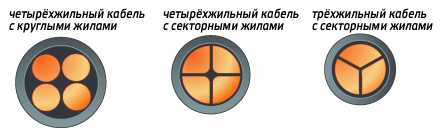 четырёхжильный кабель
с круглыми жилами
четырёхжильный кабель
с секторными жилами
трёхжильный кабель
с секторными жилами